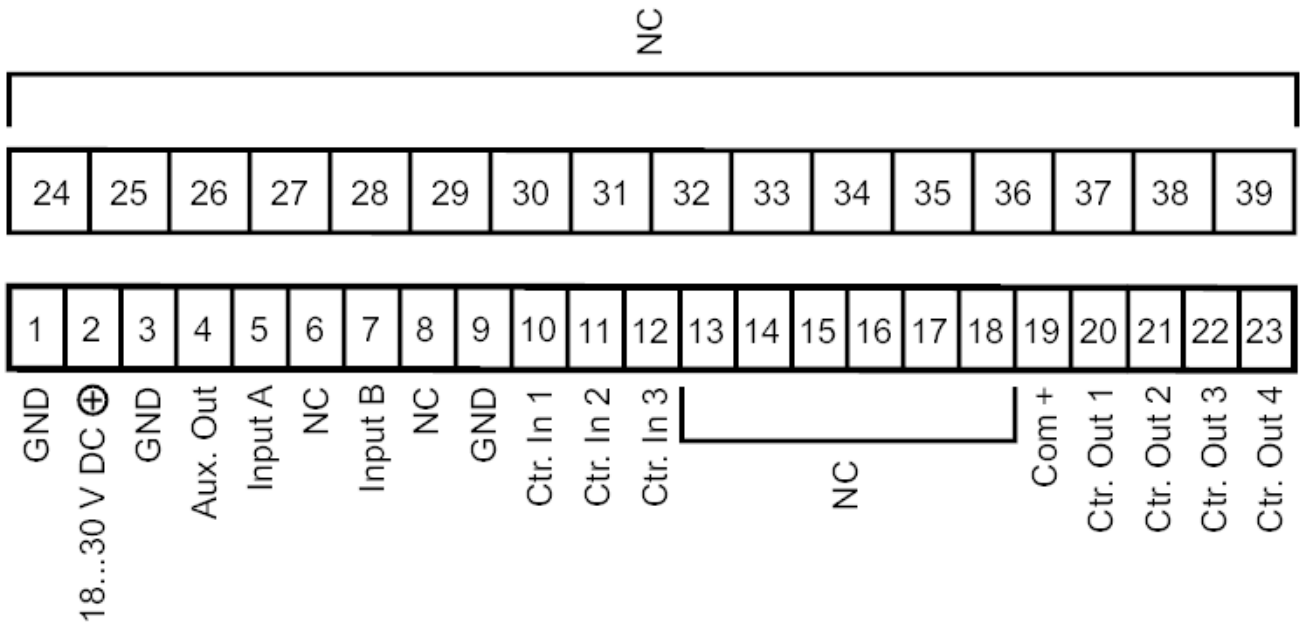 NC
24 25 26 27 28 29 30 31 32 33 34 35 36 37 38 39
1 2 3 4 5 6 7 8 9 10 11 12 13 14 15 16 17 18 19 20 21 22 23
GND
18...30 V DC ⊕
GND
Aux. Out
Input A
NC
Input B
NC
GND
Ctr. In 1
Ctr. In 2
Ctr. In 3
NC
Com +
Ctr. Out 1
Ctr. Out 2
Ctr. Out 3
Ctr. Out 4